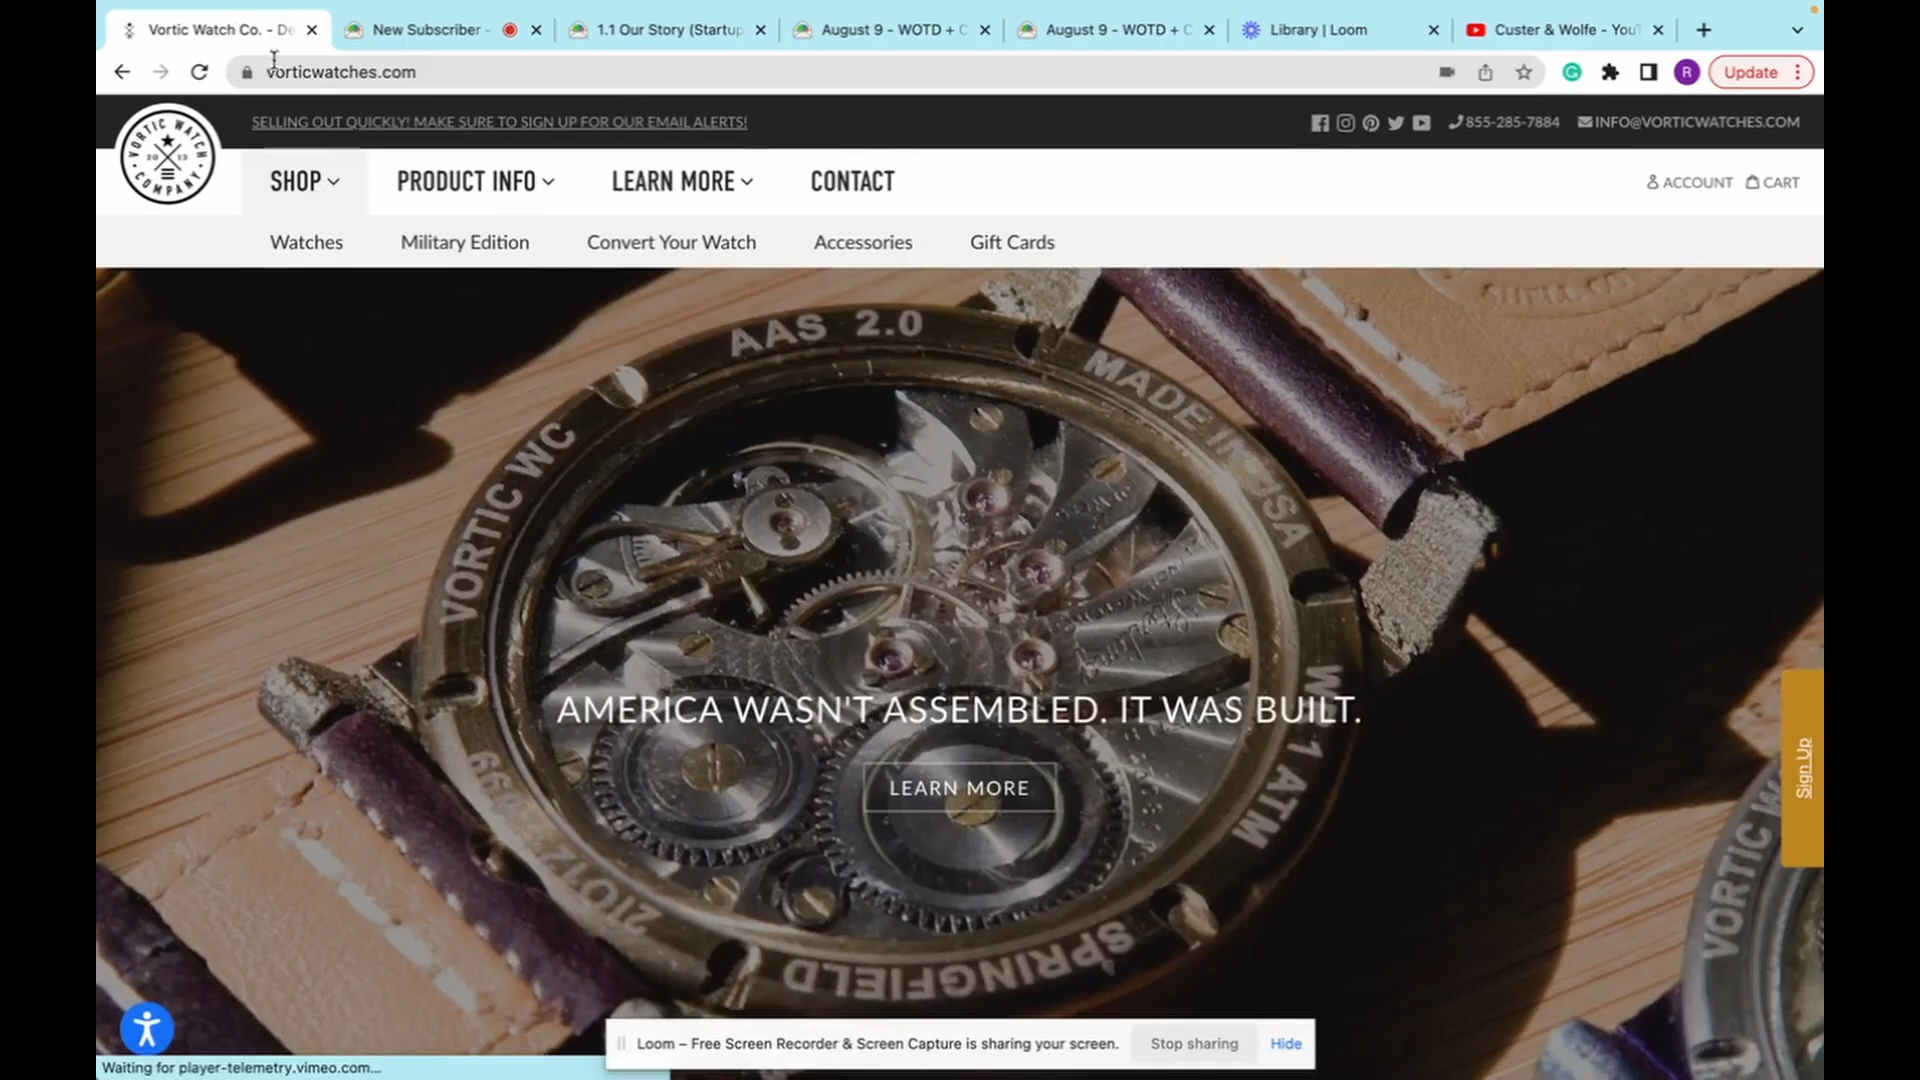 Vortic Watch Co. - De
New Subscriber -
1.1 Our Story (Startup
August 9 - WOTD + C
August 9 - WOTD + C
Library | Loom
Custer & Wolfe - You
vorticwatches.com
R
Update
SELLING OUT QUICKLY! MAKE SURE TO SIGN UP FOR OUR EMAIL ALERTS!
855-285-7884
INFO@VORTICWATCHES.COM
VORTIC WATCH
20 13
COMPANY
SHOP
PRODUCT INFO
LEARN MORE
CONTACT
ACCOUNT
CART
Watches
Military Edition
Convert Your Watch
Accessories
Gift Cards
AAS 2.0
MADE IN USA
VORTIC WC
SPRINGFIELD
AMERICA WASN'T ASSEMBLED. IT WAS BUILT.
LEARN MORE
Sign Up
Loom – Free Screen Recorder & Screen Capture is sharing your screen.
Stop sharing
Hide
Waiting for player-telemetry.vimeo.com...